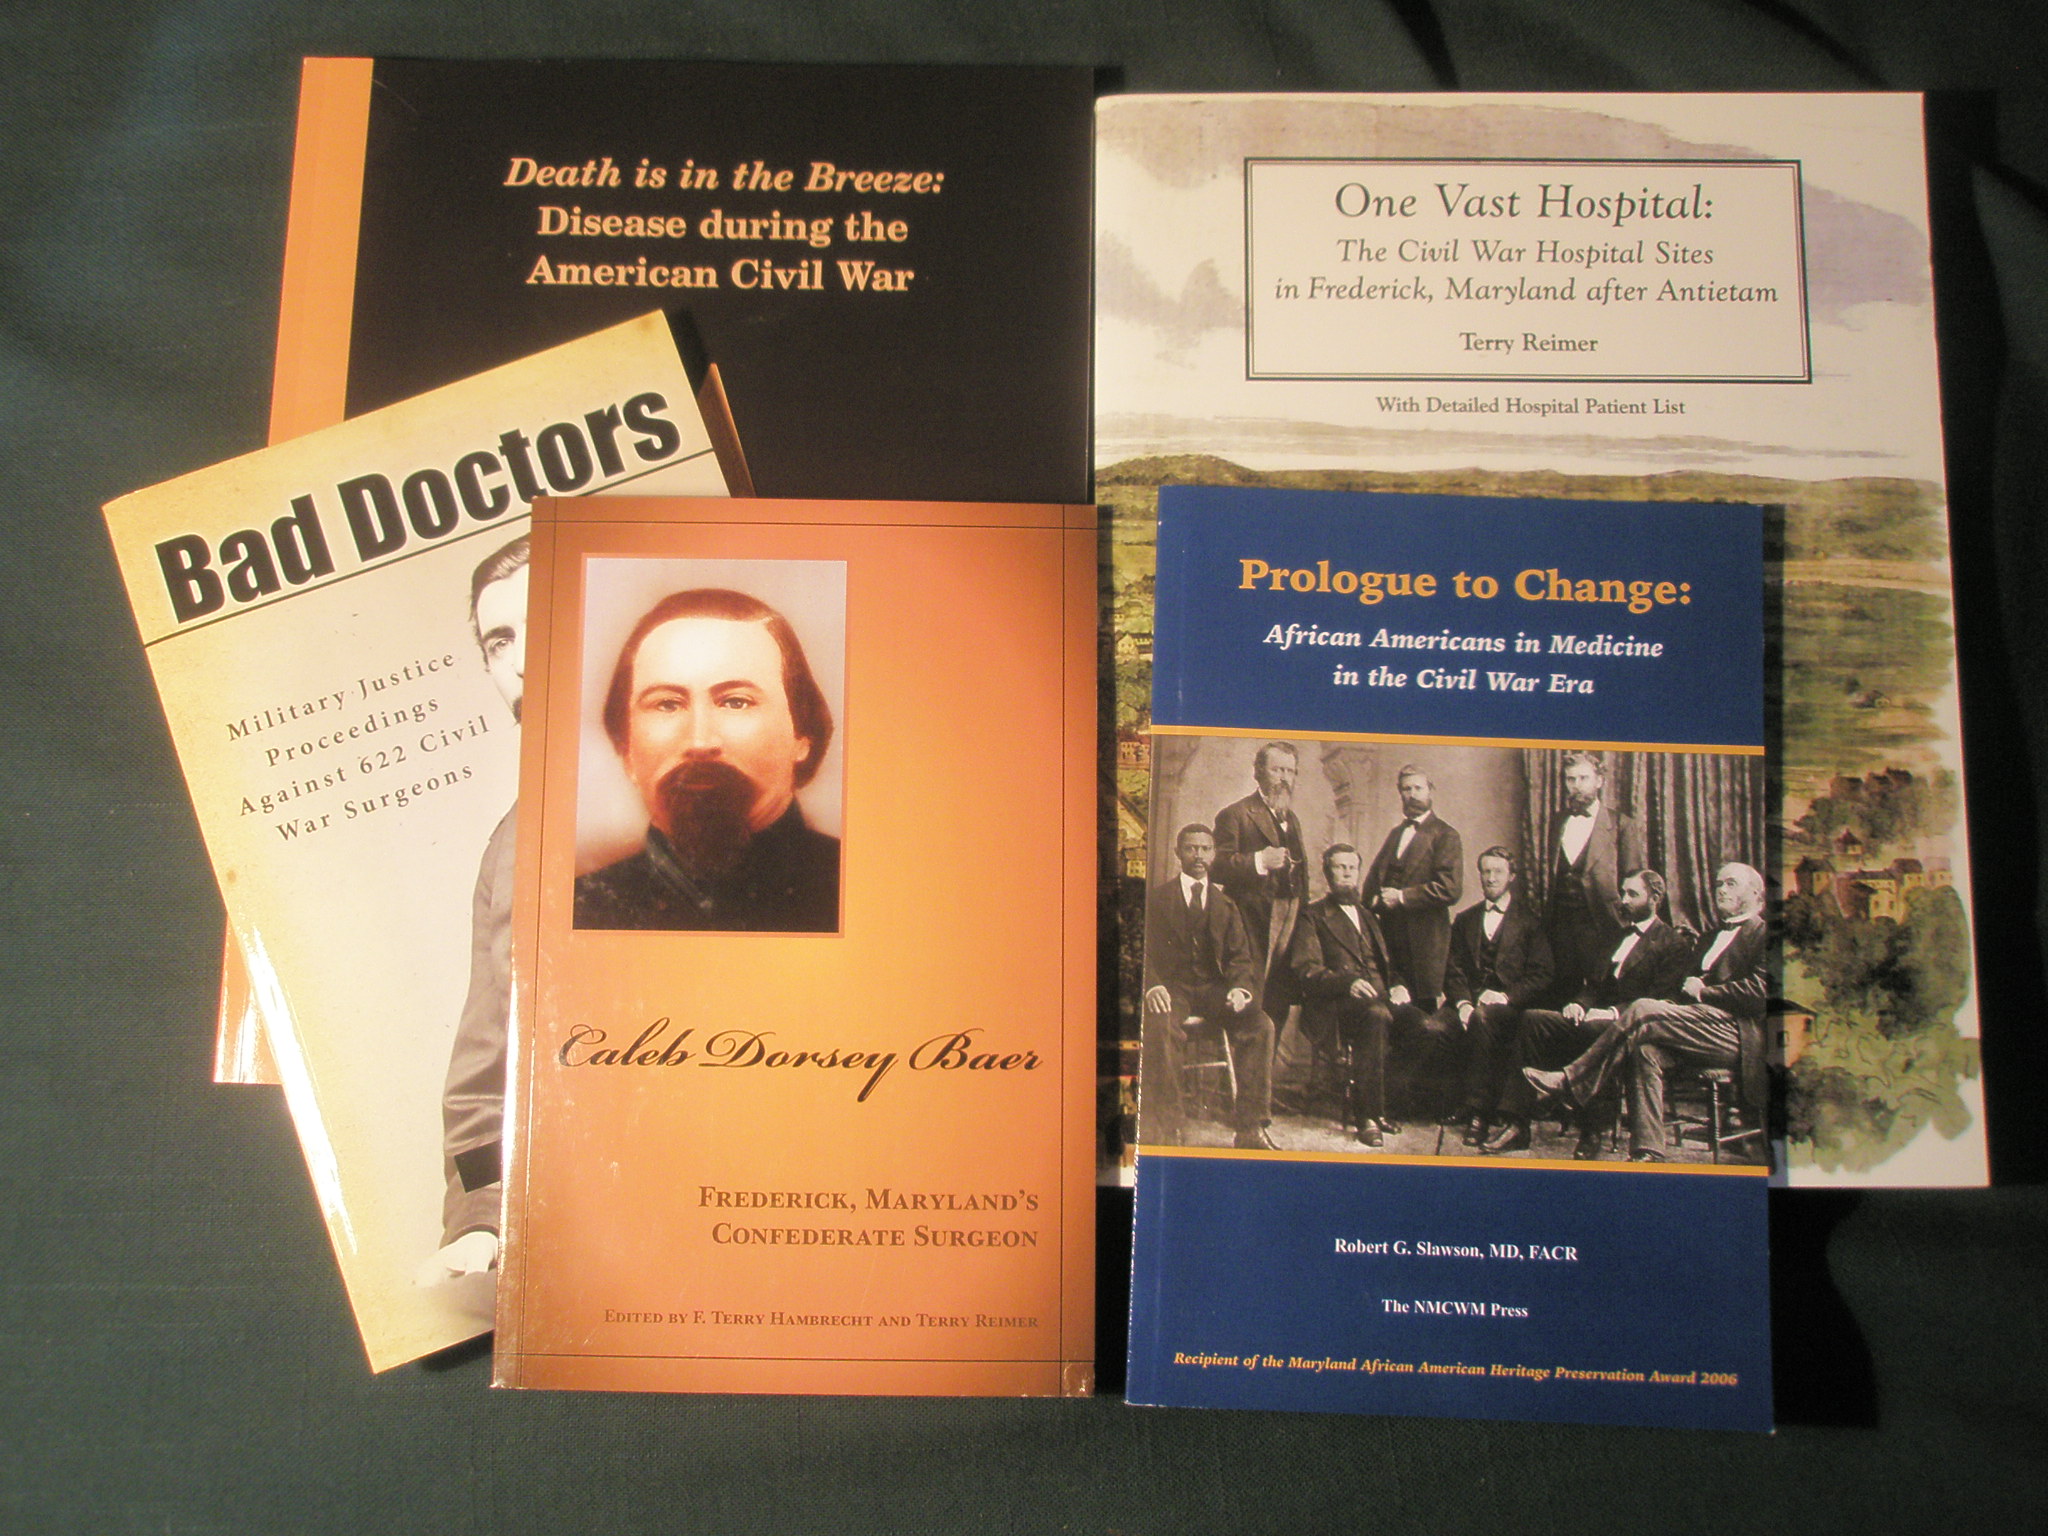 Death is in the Breeze:
Disease during the
American Civil War
One Vast Hospital:
The Civil War Hospital Sites
in Frederick, Maryland after Antietam
Terry Reimer
With Detailed Hospital Patient List
Bad Doctors
Military Justice
Proceedings
Against 622 Civil
War Surgeons
Caleb Dorsey Baer
FREDERICK, MARYLAND'S
CONFEDERATE SURGEON
EDITED BY F. TERRY HAMBRECHT AND TERRY REIMER
Prologue to Change:
African Americans in Medicine
in the Civil War Era
Robert G. Slawson, MD, FACR
The NMCWM Press
Recipient of the Maryland African American Heritage Preservation Award 2006